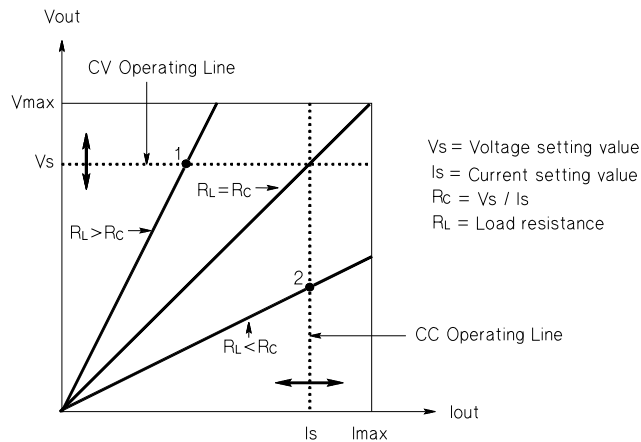 Vout
CV Operating Line
Vmax
Vs
1
RL=RC
RL>RC
2
RL<RC
CC Operating Line
Is
Imax
Iout
Vs = Voltage setting value
Is = Current setting value
RC = Vs / Is
RL = Load resistance